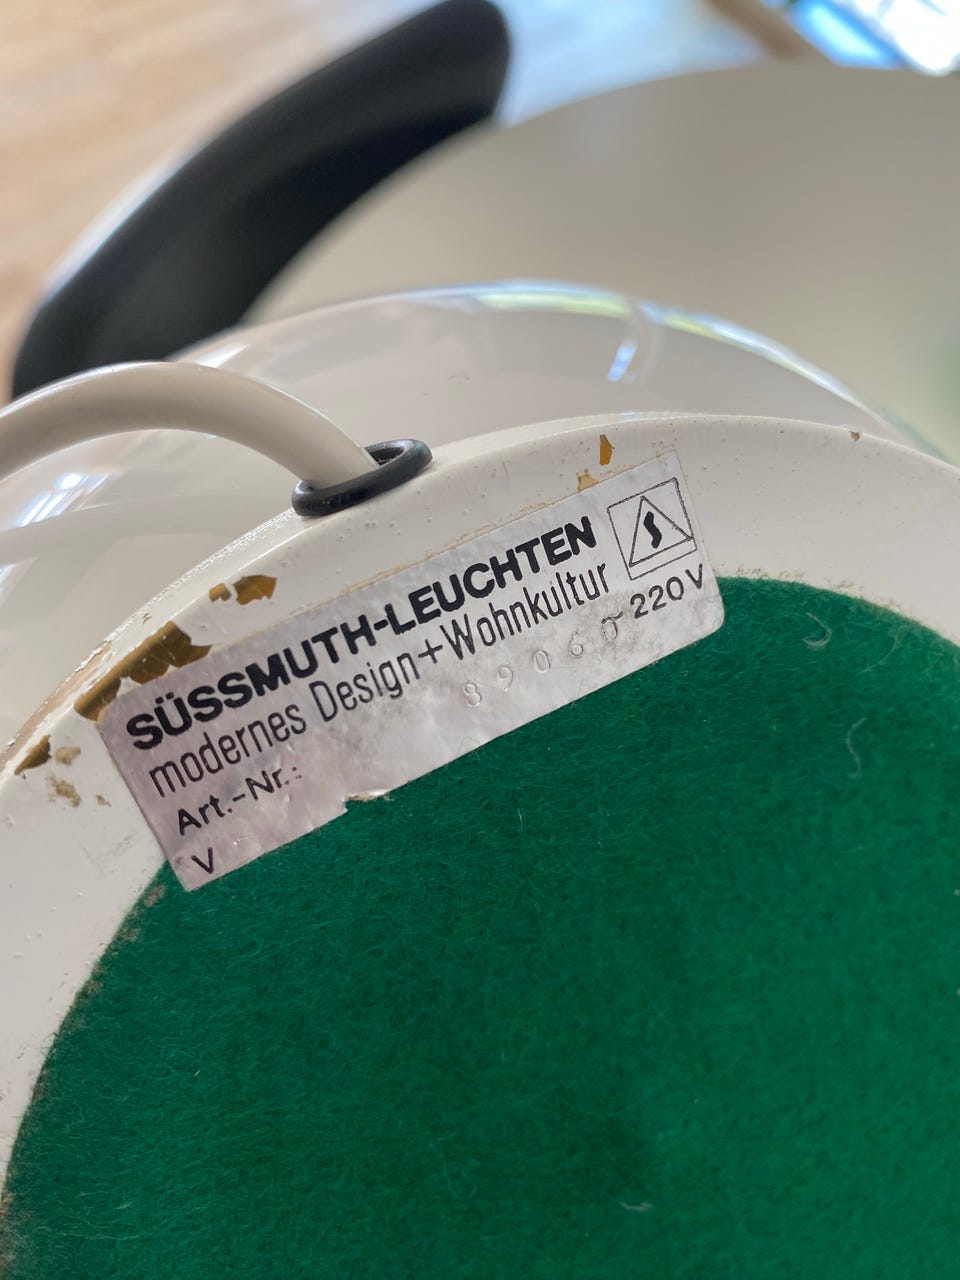 SÜSSMUTH-LEUCHTEN
modernes Design+Wohnkultur
Art.-Nr.: 89060 ~220V
V